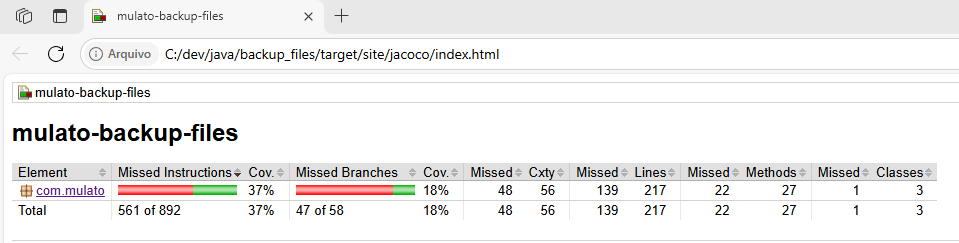 mulato-backup-files
Arquivo C:/dev/java/backup_files/target/site/jacoco/index.html
mulato-backup-files
mulato-backup-files
Element Missed Instructions Cov. Missed Branches Cov. Missed Cxty Missed Lines Missed Methods Missed Classes
com.mulato 37% 18% 48 56 139 217 22 27 1 3
Total 561 of 892 37% 47 of 58 18% 48 56 139 217 22 27 1 3